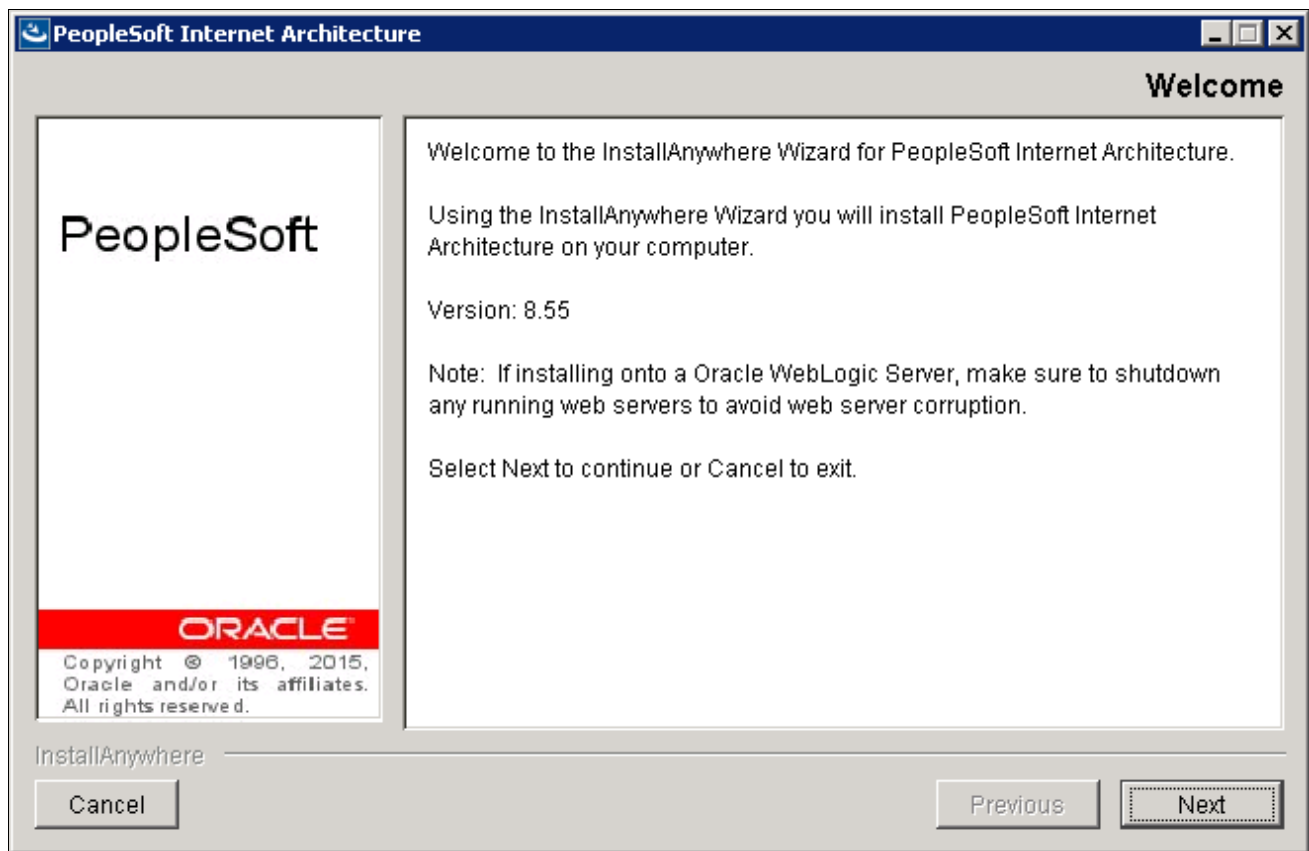 PeopleSoft Internet Architecture
Welcome
PeopleSoft
ORACLE
Copyright © 1996, 2015,
Oracle and/or its affiliates.
All rights reserved.
Welcome to the InstallAnywhere Wizard for PeopleSoft Internet Architecture.
Using the InstallAnywhere Wizard you will install PeopleSoft Internet
Architecture on your computer.
Version: 8.55
Note: If installing onto a Oracle WebLogic Server, make sure to shutdown
any running web servers to avoid web server corruption.
Select Next to continue or Cancel to exit.
InstallAnywhere
Cancel
Previous
Next